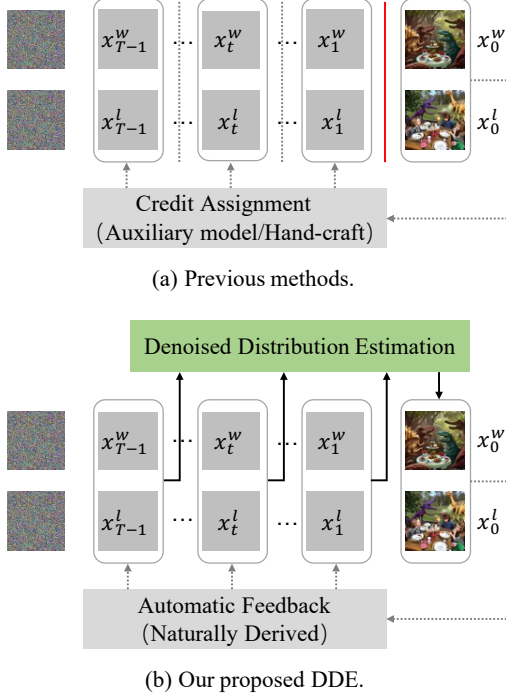 x_{T-1}^w ... x_t^w ... x_1^w x_0^w
x_{T-1}^l x_t^l x_1^l x_0^l
Credit Assignment
(Auxiliary model/Hand-craft)
(a) Previous methods.
Denoised Distribution Estimation
x_{T-1}^w ... x_t^w ... x_1^w x_0^w
x_{T-1}^l ... x_t^l ... x_1^l x_0^l
Automatic Feedback
(Naturally Derived)
(b) Our proposed DDE.